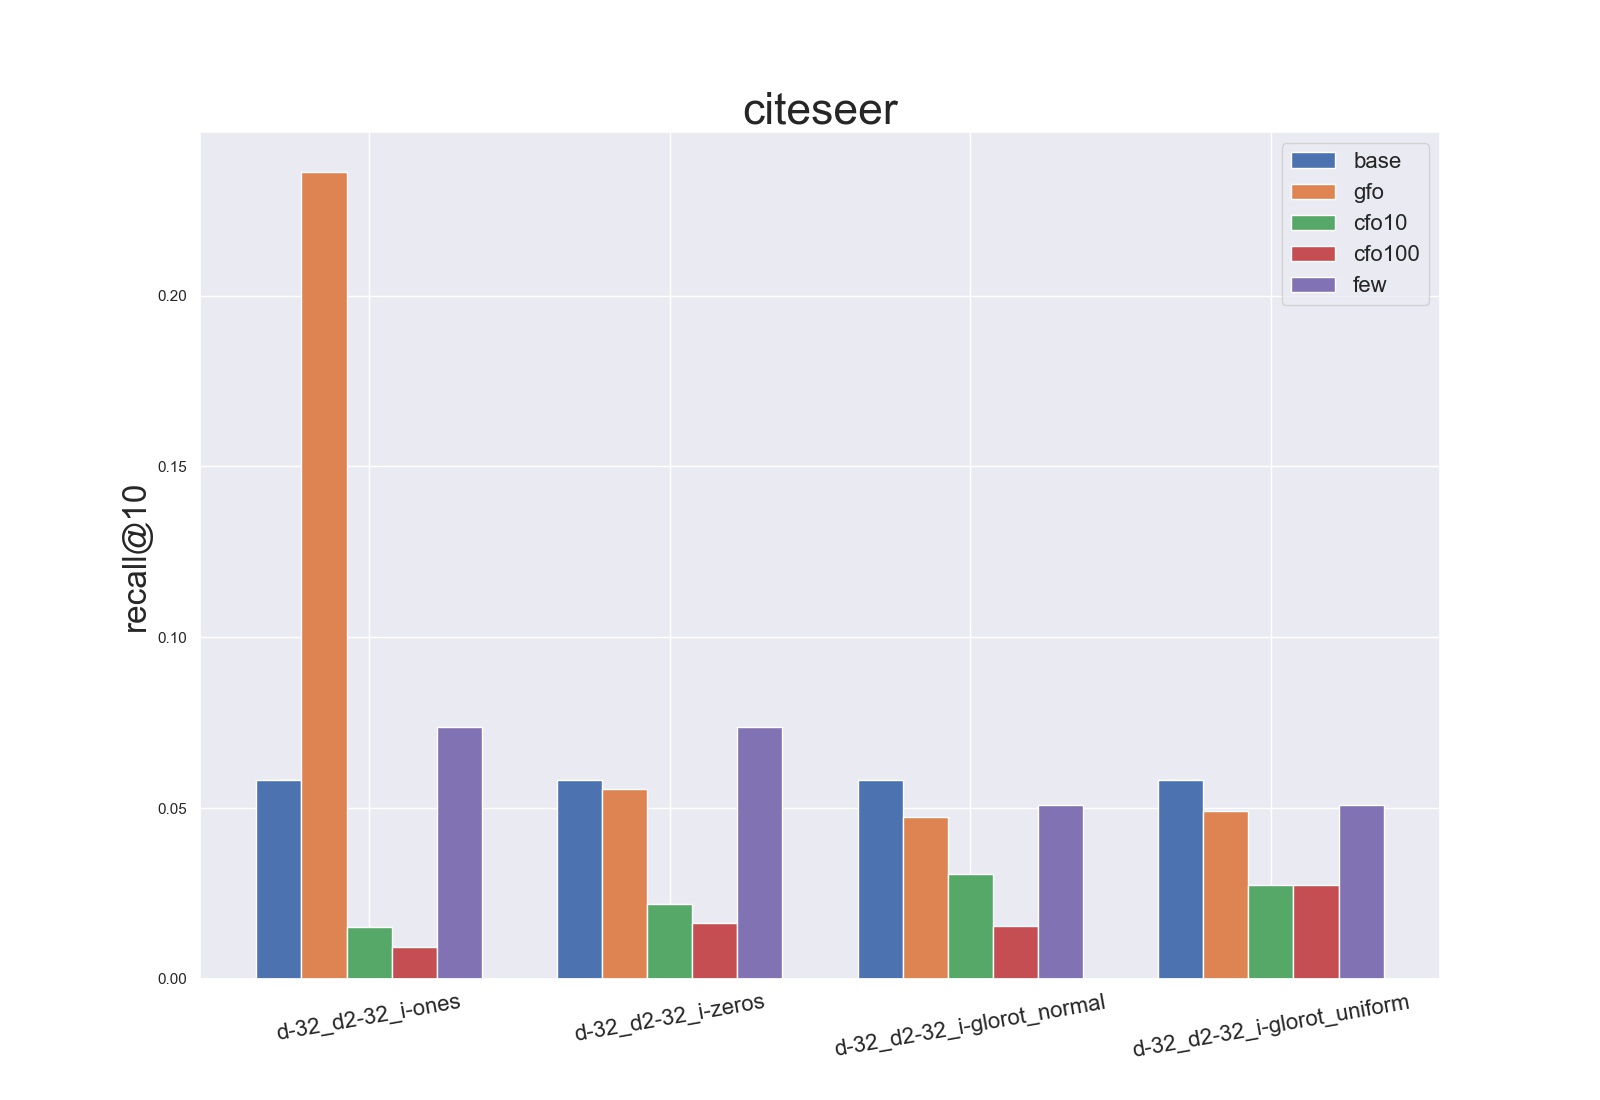 citeseer
base
gfo
cfo10
cfo100
few
recall@10
0.20
0.15
0.10
0.05
0.00
d-32_d2-32_i-ones
d-32_d2-32_i-zeros
d-32_d2-32_i-glorot_normal
d-32_d2-32_i-glorot_uniform